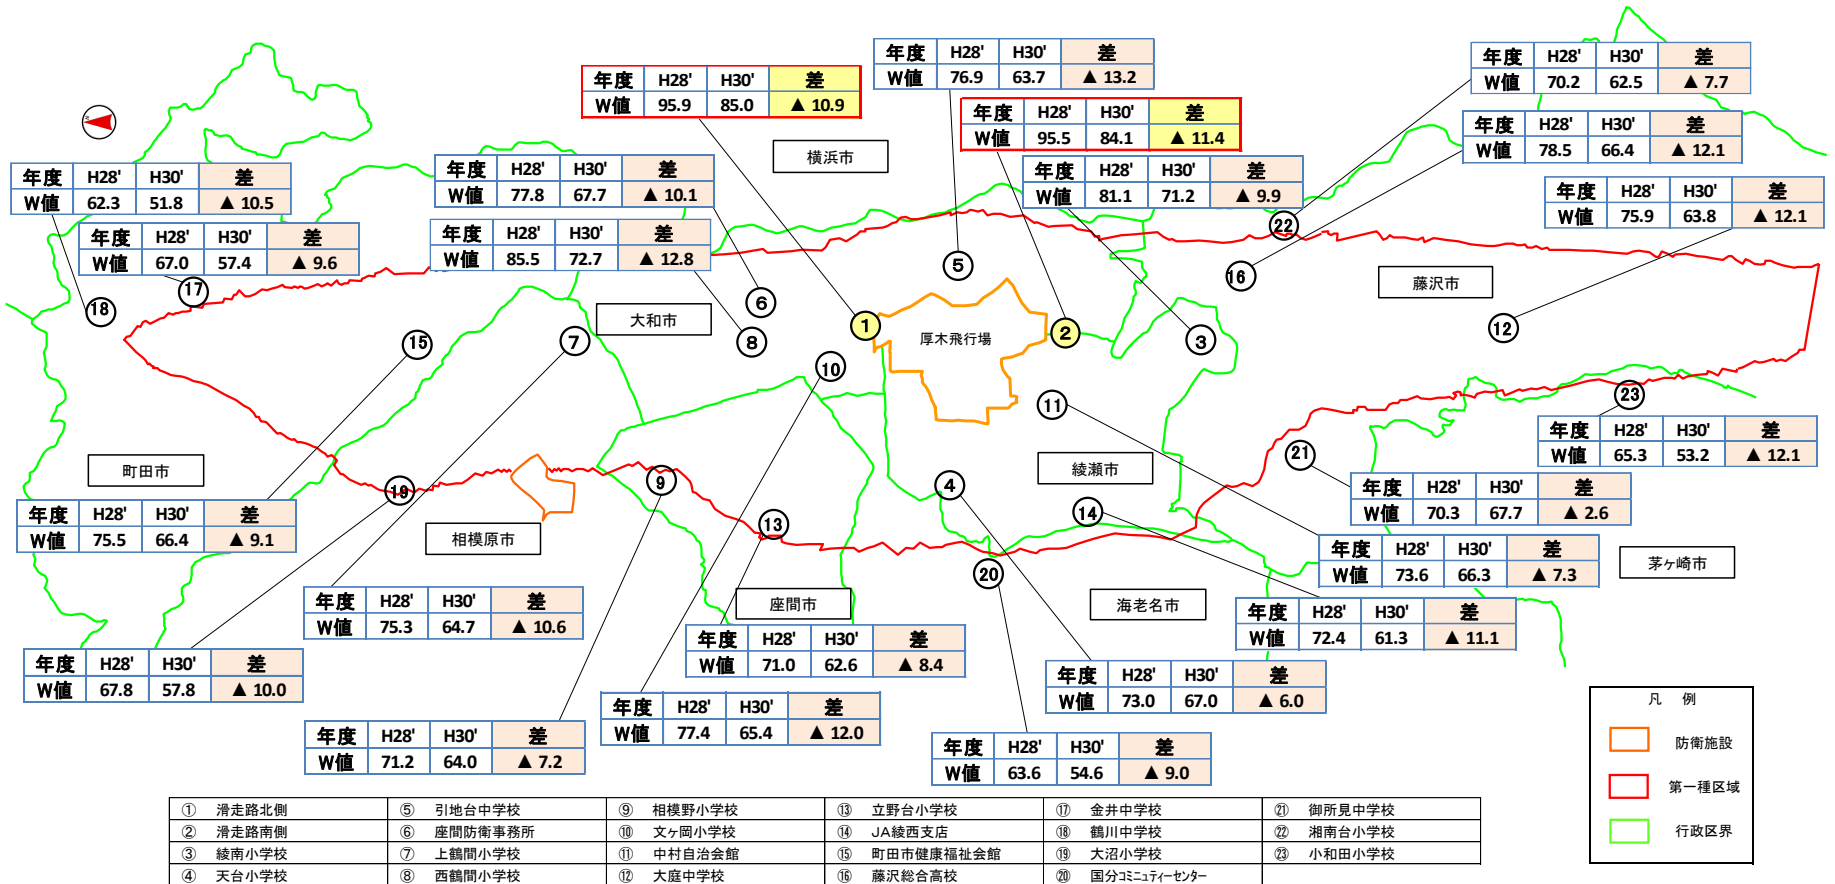 年度 H28' H30' 差
W値 76.9 63.7 ▲ 13.2
年度 H28' H30' 差
W値 70.2 62.5 ▲ 7.7
年度 H28' H30' 差
W値 95.9 85.0 ▲ 10.9
年度 H28' H30' 差
W値 95.5 84.1 ▲ 11.4
年度 H28' H30' 差
W値 78.5 66.4 ▲ 12.1
横浜市
年度 H28' H30' 差
W値 62.3 51.8 ▲ 10.5
年度 H28' H30' 差
W値 77.8 67.7 ▲ 10.1
年度 H28' H30' 差
W値 81.1 71.2 ▲ 9.9
年度 H28' H30' 差
W値 75.9 63.8 ▲ 12.1
年度 H28' H30' 差
W値 67.0 57.4 ▲ 9.6
年度 H28' H30' 差
W値 85.5 72.7 ▲ 12.8
22
5
16
藤沢市
17
18
6
大和市
1
厚木飛行場
2
12
15
7
8
3
10
11
23
年度 H28' H30' 差
W値 65.3 53.2 ▲ 12.1
町田市
21
綾瀬市
9
4
19
年度 H28' H30' 差
W値 70.3 67.7 ▲ 2.6
年度 H28' H30' 差
W値 75.5 66.4 ▲ 9.1
相模原市
13
14
年度 H28' H30' 差
W値 73.6 66.3 ▲ 7.3
茅ヶ崎市
20
年度 H28' H30' 差
W値 75.3 64.7 ▲ 10.6
座間市
海老名市
年度 H28' H30' 差
W値 72.4 61.3 ▲ 11.1
年度 H28' H30' 差
W値 71.0 62.6 ▲ 8.4
年度 H28' H30' 差
W値 67.8 57.8 ▲ 10.0
年度 H28' H30' 差
W値 73.0 67.0 ▲ 6.0
年度 H28' H30' 差
W値 77.4 65.4 ▲ 12.0
年度 H28' H30' 差
W値 71.2 64.0 ▲ 7.2
年度 H28' H30' 差
W値 63.6 54.6 ▲ 9.0
凡 例
防衛施設
第一種区域
行政区界
① 滑走路北側 ⑤ 引地台中学校 ⑨ 相模野小学校 ⑬ 立野台小学校 ⑰ 金井中学校 ㉑ 御所見中学校
② 滑走路南側 ⑥ 座間防衛事務所 ⑩ 文ヶ岡小学校 ⑭ JA綾西支店 ⑱ 鶴川中学校 ㉒ 湘南台小学校
③ 綾南小学校 ⑦ 上鶴間小学校 ⑪ 中村自治会館 ⑮ 町田市健康福祉会館 ⑲ 大沼小学校 ㉓ 小和田小学校
④ 天台小学校 ⑧ 西鶴間小学校 ⑫ 大庭中学校 ⑯ 藤沢総合高校 ⑳ 国分コミュニティーセンター